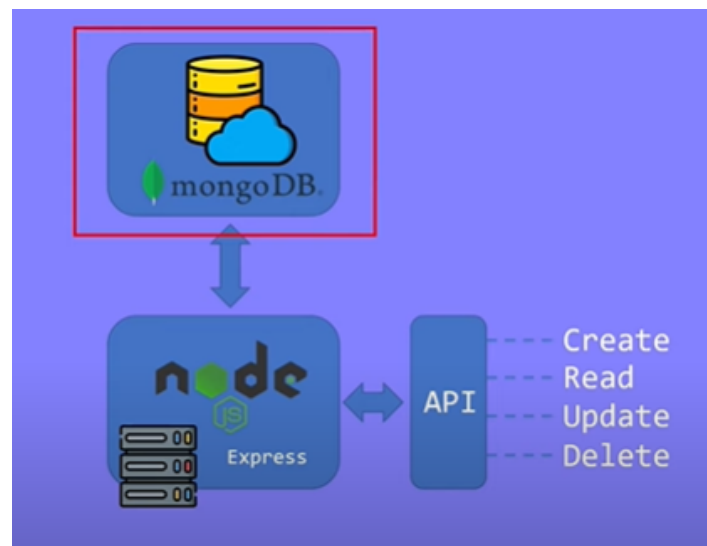 mongoDB.
node
JS
Express
API
Create
Read
Update
Delete